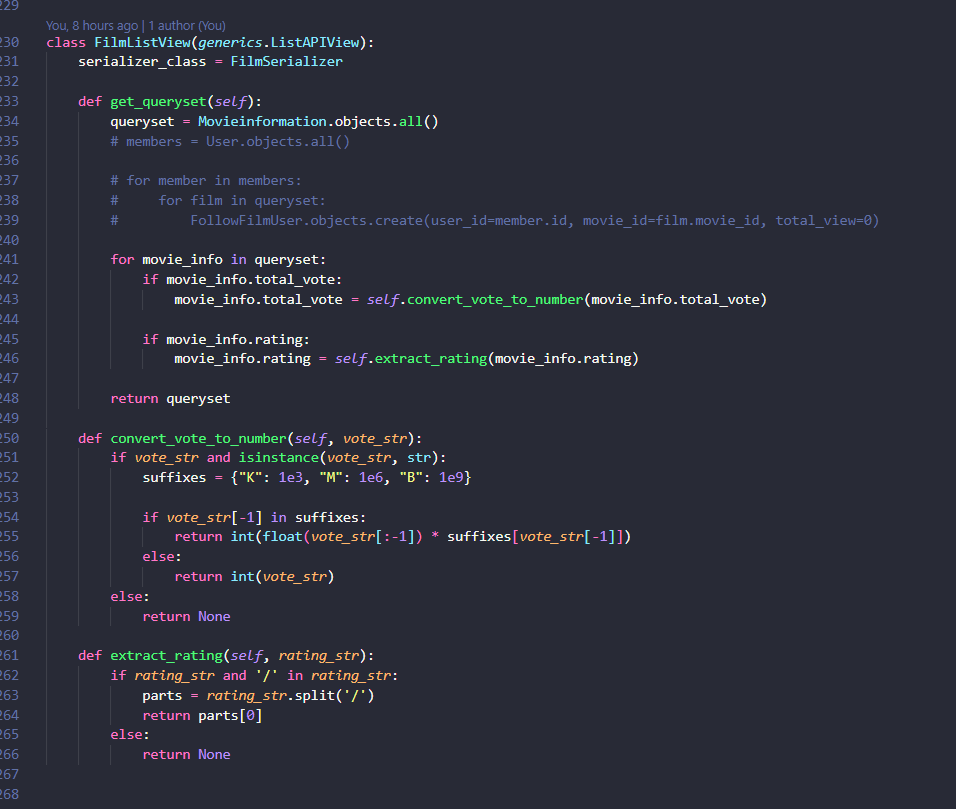 229
You, 8 hours ago | 1 author (You)
230 class FilmListView(generics.ListAPIView):
231     serializer_class = FilmSerializer
232
233     def get_queryset(self):
234         queryset = Movieinformation.objects.all()
235         # members = User.objects.all()
236
237         # for member in members:
238         #     for film in queryset:
239         #         FollowFilmUser.objects.create(user_id=member.id, movie_id=film.movie_id, total_view=0)
240
241         for movie_info in queryset:
242             if movie_info.total_vote:
243                 movie_info.total_vote = self.convert_vote_to_number(movie_info.total_vote)
244
245             if movie_info.rating:
246                 movie_info.rating = self.extract_rating(movie_info.rating)
247
248         return queryset
249
250     def convert_vote_to_number(self, vote_str):
251         if vote_str and isinstance(vote_str, str):
252             suffixes = {"K": 1e3, "M": 1e6, "B": 1e9}
253
254             if vote_str[-1] in suffixes:
255                 return int(float(vote_str[:-1]) * suffixes[vote_str[-1]])
256             else:
257                 return int(vote_str)
258         else:
259             return None
260
261     def extract_rating(self, rating_str):
262         if rating_str and '/' in rating_str:
263             parts = rating_str.split('/')
264             return parts[0]
265         else:
266             return None
267
268